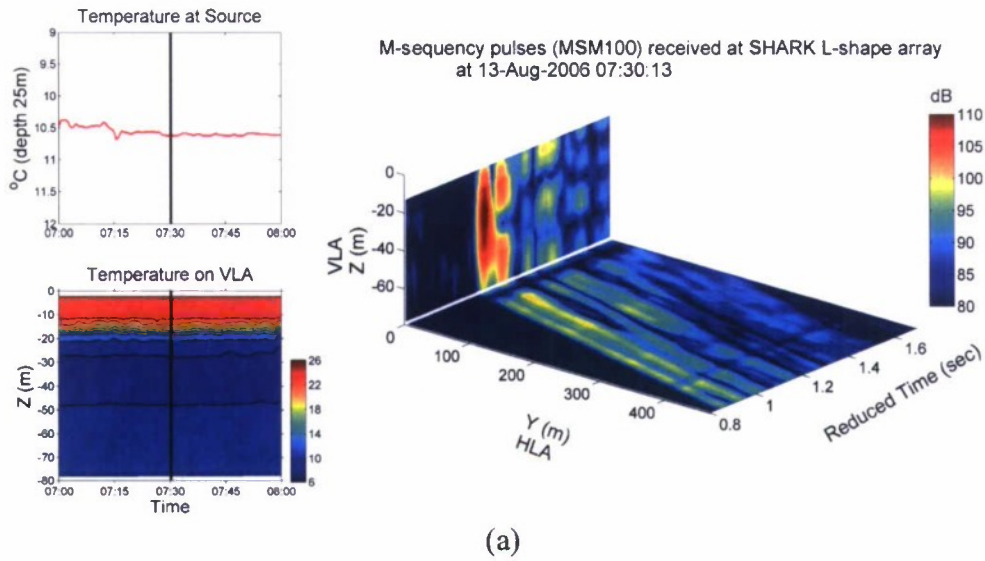 Temperature at Source
9
9.5
10
10.5
11
11.5
12
°C (depth 25m)
07:00 07:15 07:30 07:45 08:00
Temperature on VLA
0
-10
-20
-30
-40
-50
-60
-70
-80
Z (m)
07:00 07:15 07:30 07:45 08:00
Time
26
22
18
14
10
6
M-sequency pulses (MSM100) received at SHARK L-shape array
at 13-Aug-2006 07:30:13
dB
110
105
100
95
90
85
80
0
-20
-40
-60
VLA
Z (m)
0
0
100
200
300
400
Y (m)
HLA
0.8
1
1.2
1.4
1.6
Reduced Time (sec)
(a)